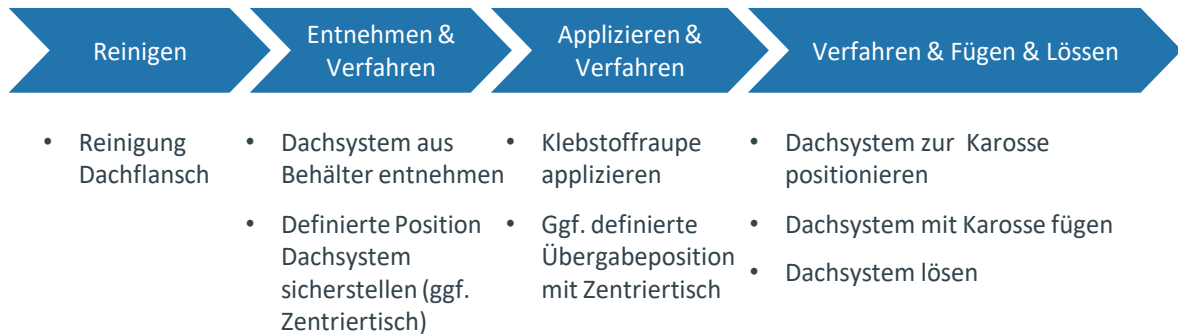 Reinigen
Entnehmen &
Verfahren
Applizieren &
Verfahren
Verfahren & Fügen & Lössen
• Reinigung
Dachflansch
• Dachsystem aus
Behälter entnehmen
• Definierte Position
Dachsystem
sicherstellen (ggf.
Zentriertisch)
• Klebstoffraupe
applizieren
• Ggf. definierte
Übergabeposition
mit Zentriertisch
• Dachsystem zur Karosse
positionieren
• Dachsystem mit Karosse fügen
• Dachsystem lösen